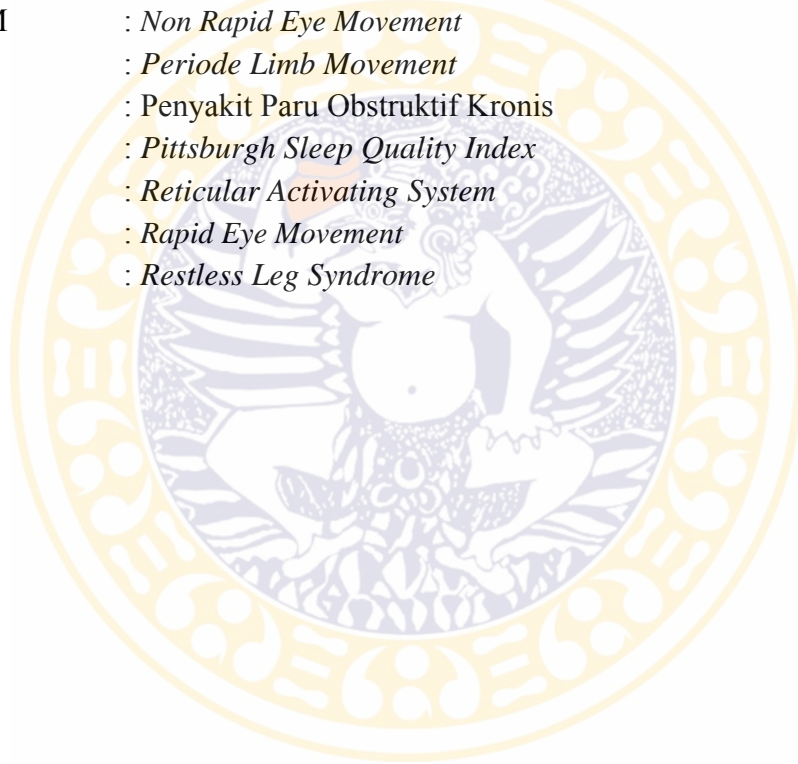 M : Non Rapid Eye Movement
: Periode Limb Movement
: Penyakit Paru Obstruktif Kronis
: Pittsburgh Sleep Quality Index
: Reticular Activating System
: Rapid Eye Movement
: Restless Leg Syndrome